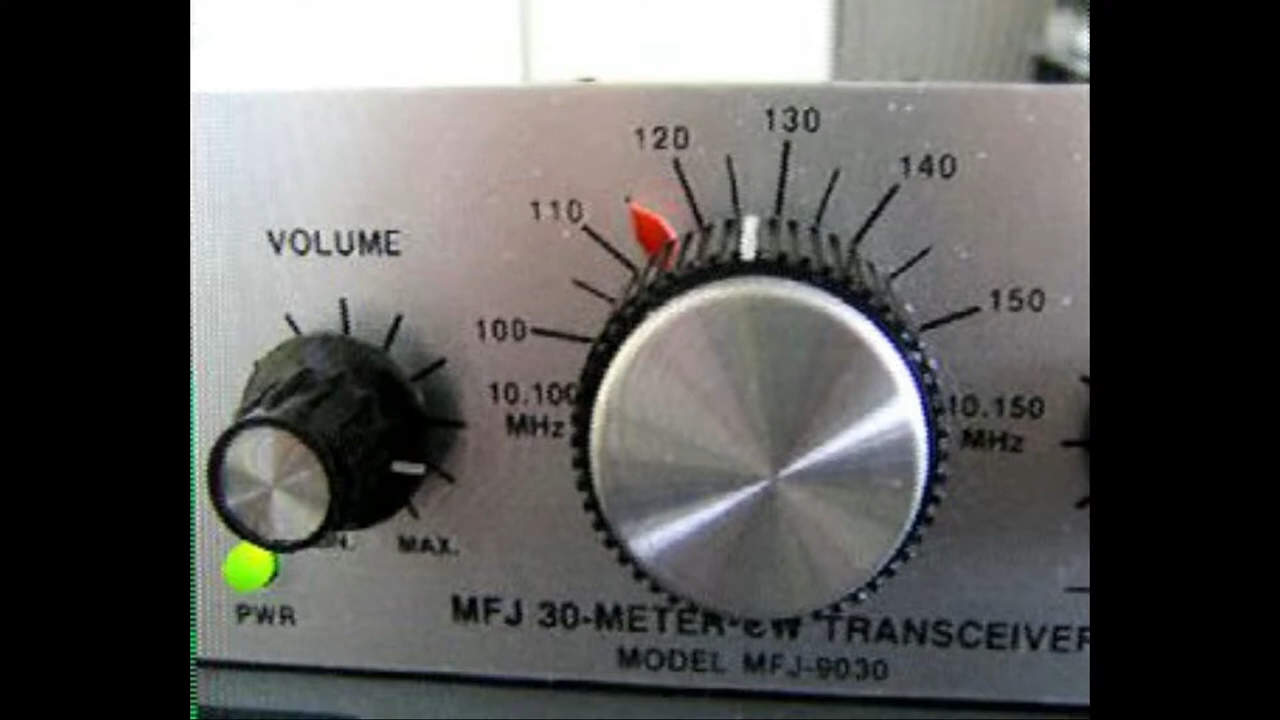 130
120
140
110
VOLUME
150
100
10.100
MHz
10.150
MHz
MAX.
PWR
MFJ 30-METER-CW TRANSCEIVER
MODEL MFJ-9030